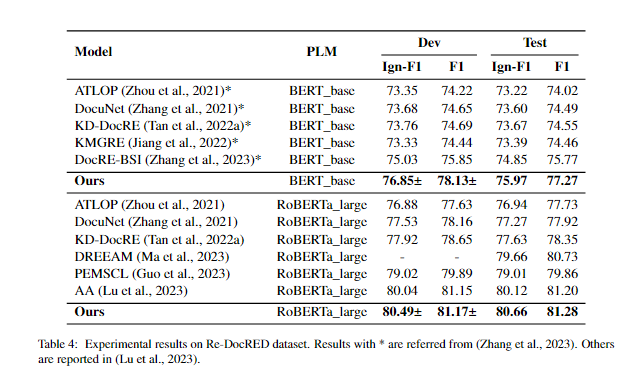 Model PLM Dev Test
Ign-F1 F1 Ign-F1 F1
ATLOP (Zhou et al., 2021)* BERT_base 73.35 74.22 73.22 74.02
DocuNet (Zhang et al., 2021)* BERT_base 73.68 74.65 73.60 74.49
KD-DocRE (Tan et al., 2022a)* BERT_base 73.76 74.69 73.67 74.55
KMGRE (Jiang et al., 2022)* BERT_base 73.33 74.44 73.39 74.46
DocRE-BSI (Zhang et al., 2023)* BERT_base 75.03 75.85 74.85 75.77
Ours BERT_base 76.85± 78.13± 75.97 77.27
ATLOP (Zhou et al., 2021) RoBERTa_large 76.88 77.63 76.94 77.73
DocuNet (Zhang et al., 2021) RoBERTa_large 77.53 78.16 77.27 77.92
KD-DocRE (Tan et al., 2022a) RoBERTa_large 77.92 78.65 77.63 78.35
DREEAM (Ma et al., 2023) RoBERTa_large - - 79.66 80.73
PEMSCL (Guo et al., 2023) RoBERTa_large 79.02 79.89 79.01 79.86
AA (Lu et al., 2023) RoBERTa_large 80.04 81.15 80.12 81.20
Ours RoBERTa_large 80.49± 81.17± 80.66 81.28
Table 4: Experimental results on Re-DocRED dataset. Results with * are referred from (Zhang et al., 2023). Others
are reported in (Lu et al., 2023).